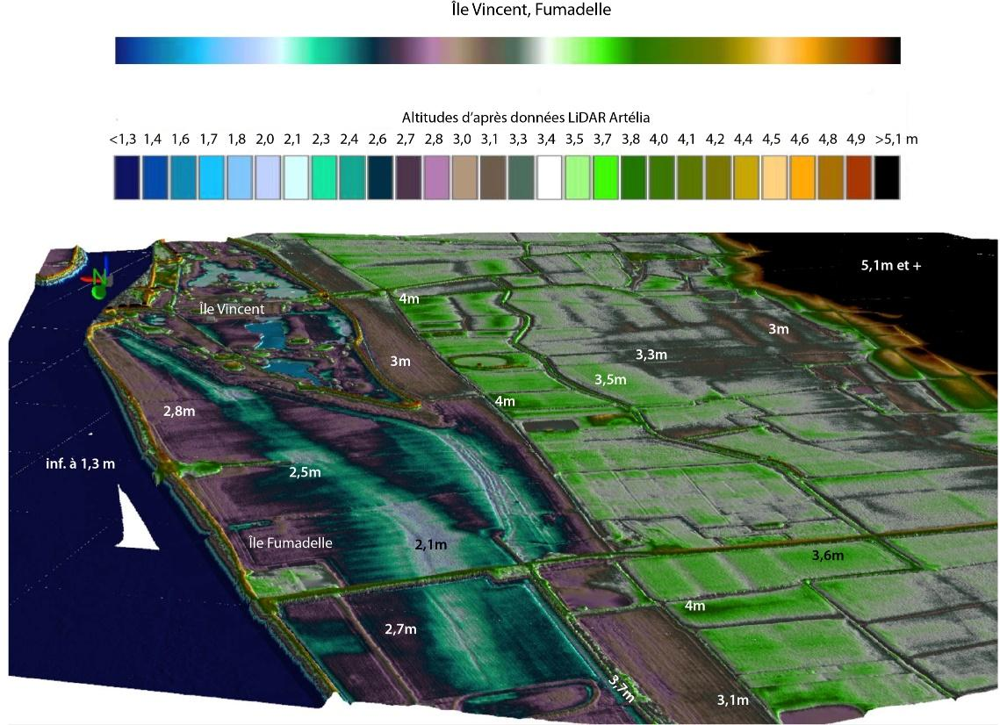 Île Vincent, Fumadelle
Altitudes d'après données LiDAR Artélia
<1,3 1,4 1,6 1,7 1,8 2,0 2,1 2,3 2,4 2,6 2,7 2,8 3,0 3,1 3,3 3,4 3,5 3,7 3,8 4,0 4,1 4,2 4,4 4,5 4,6 4,8 4,9 >5,1 m
5,1m et +
N
4m
Île Vincent
3m
3,3m
3m
3,5m
4m
2,8m
inf. à 1,3 m
2,5m
Île Fumadelle
2,1m
3,6m
4m
2,7m
3,7m
3,1m